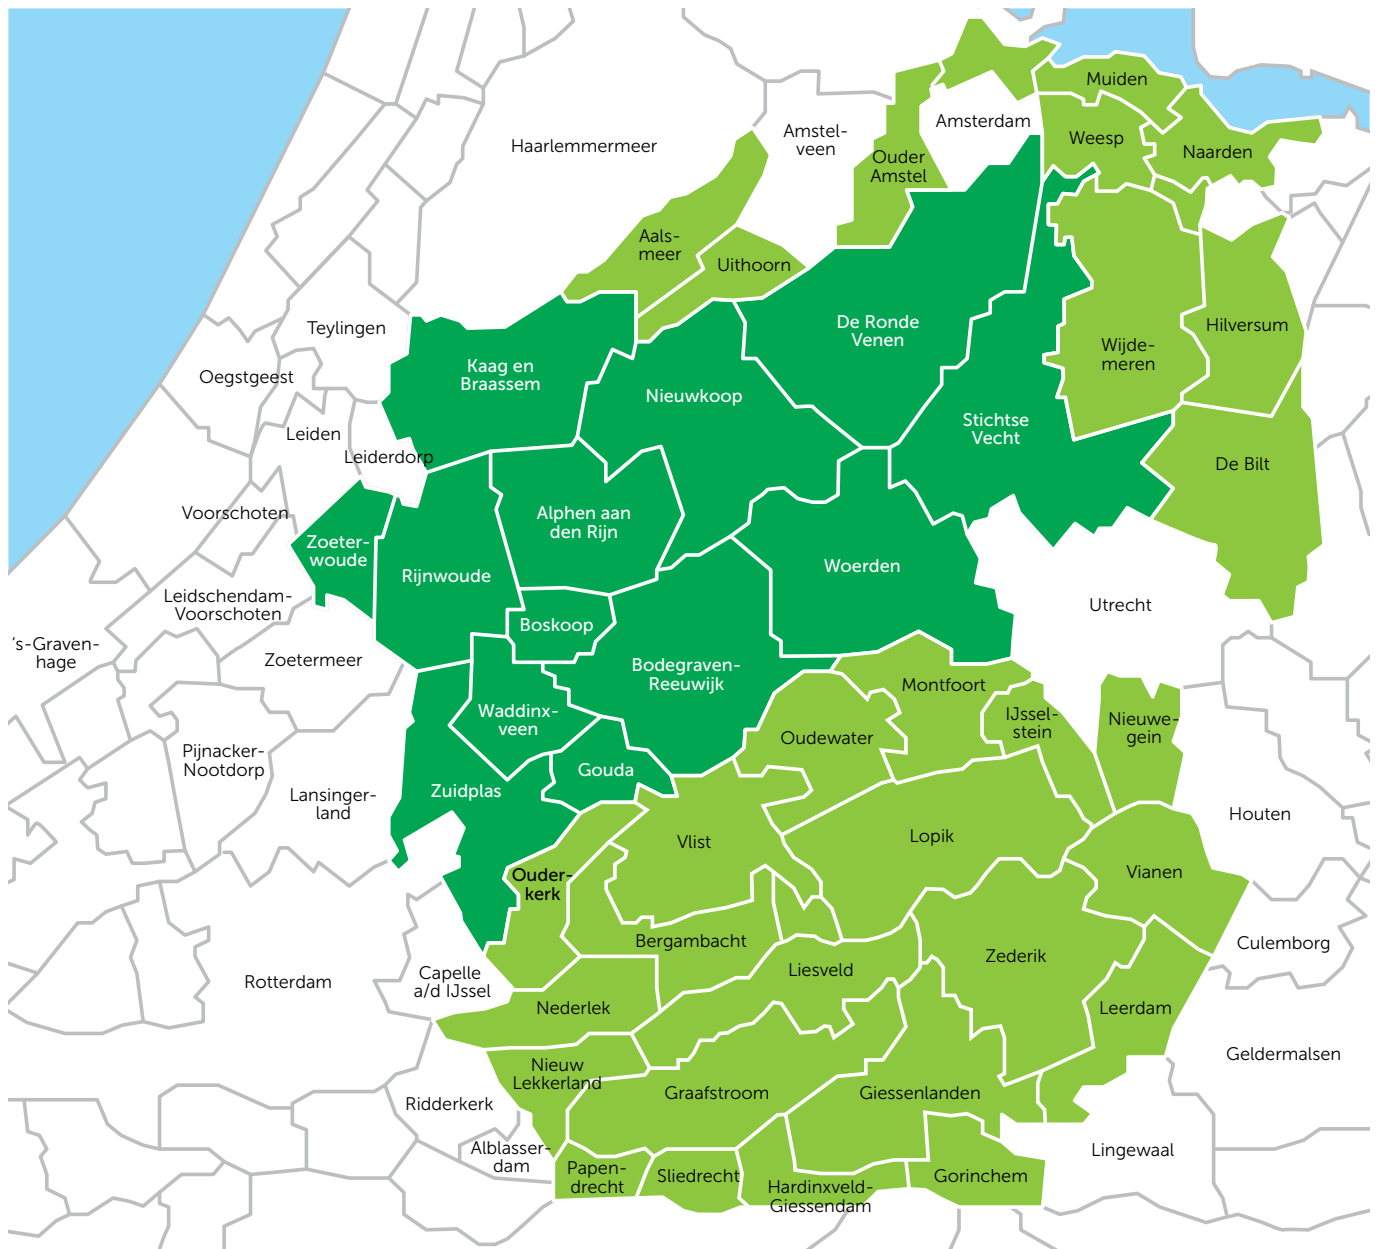 Muiden
Amsterdam
Amstel-
veen
Weesp
Haarlemmermeer
Naarden
Ouder
Amstel
Aals-
meer
Uithoorn
Teylingen
De Ronde
Venen
Hilversum
Wijde-
meren
Oegstgeest
Kaag en
Braassem
Nieuwkoop
Stichtse
Vecht
Leiden
Leiderdorp
De Bilt
Voorschoten
Alphen aan
den Rijn
Zoeter-
woude
Rijnwoude
Woerden
Leidschendam-
Voorschoten
Utrecht
Boskoop
's-Graven-
hage
Zoetermeer
Bodegraven-
Reeuwijk
Montfoort
Waddinx-
veen
IJssel-
stein
Nieuwe-
gein
Oudewater
Pijnacker-
Nootdorp
Gouda
Zuidplas
Lansinger-
land
Houten
Vlist
Lopik
Vianen
Ouder-
kerk
Bergambacht
Culemborg
Zederik
Liesveld
Rotterdam
Capelle
a/d IJssel
Nederlek
Leerdam
Geldermalsen
Nieuw
Lekkerland
Graafstroom
Giessenlanden
Ridderkerk
Alblasser-
dam
Lingewaal
Papen-
drecht
Sliedrecht
Hardinxveld-
Giessendam
Gorinchem